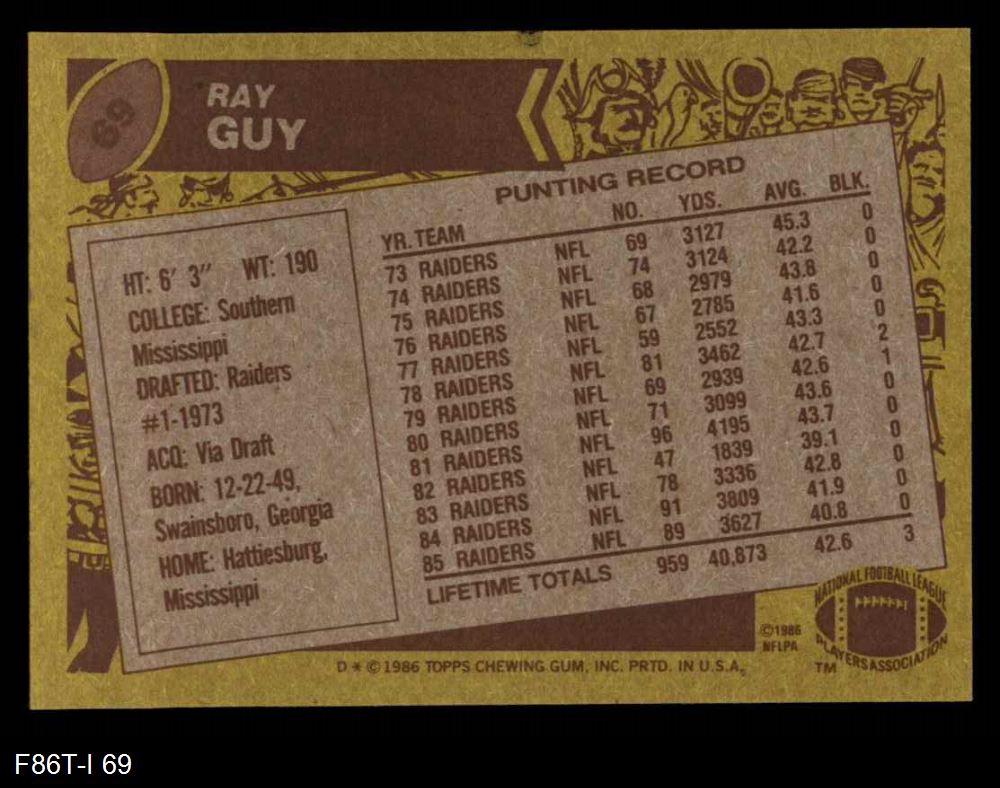 69
RAY
GUY
HT: 6' 3" WT: 190
COLLEGE: Southern
Mississippi
DRAFTED: Raiders
#1-1973
ACQ: Via Draft
BORN: 12-22-49,
Swainsboro, Georgia
HOME: Hattiesburg,
Mississippi
PUNTING RECORD
YR. TEAM NO. YDS. AVG. BLK.
73 RAIDERS NFL 69 3127 45.3 0
74 RAIDERS NFL 74 3124 42.2 0
75 RAIDERS NFL 68 2979 43.8 0
76 RAIDERS NFL 67 2785 41.6 0
77 RAIDERS NFL 59 2552 43.3 0
78 RAIDERS NFL 81 3462 42.7 2
79 RAIDERS NFL 69 2939 42.6 1
80 RAIDERS NFL 71 3099 43.6 0
81 RAIDERS NFL 96 4195 43.7 0
82 RAIDERS NFL 47 1839 39.1 0
83 RAIDERS NFL 78 3336 42.8 0
84 RAIDERS NFL 91 3809 41.9 0
85 RAIDERS NFL 89 3627 40.8 0
LIFETIME TOTALS 959 40,873 42.6 3
©1986
NFLPA
NATIONAL FOOTBALL LEAGUE
PLAYERS ASSOCIATION
TM
D * © 1986 TOPPS CHEWING GUM, INC. PRTD. IN U.S.A.
F86T-I 69